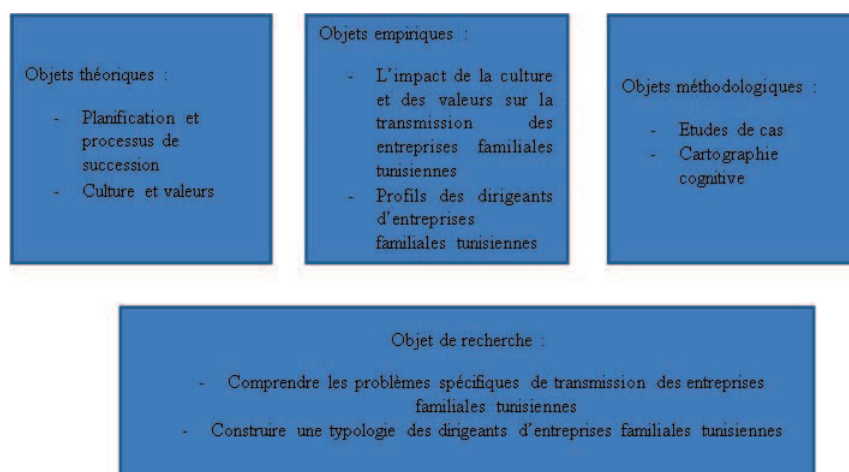 Objets théoriques :
- Planification et
processus de
succession
- Culture et valeurs
Objets empiriques :
- L'impact de la culture
et des valeurs sur la
transmission des
entreprises familiales
tunisiennes
- Profils des dirigeants
d'entreprises
familiales tunisiennes
Objets méthodologiques :
- Etudes de cas
- Cartographie
cognitive
Objet de recherche :
- Comprendre les problèmes spécifiques de transmission des entreprises
familiales tunisiennes
- Construire une typologie des dirigeants d'entreprises familiales tunisiennes